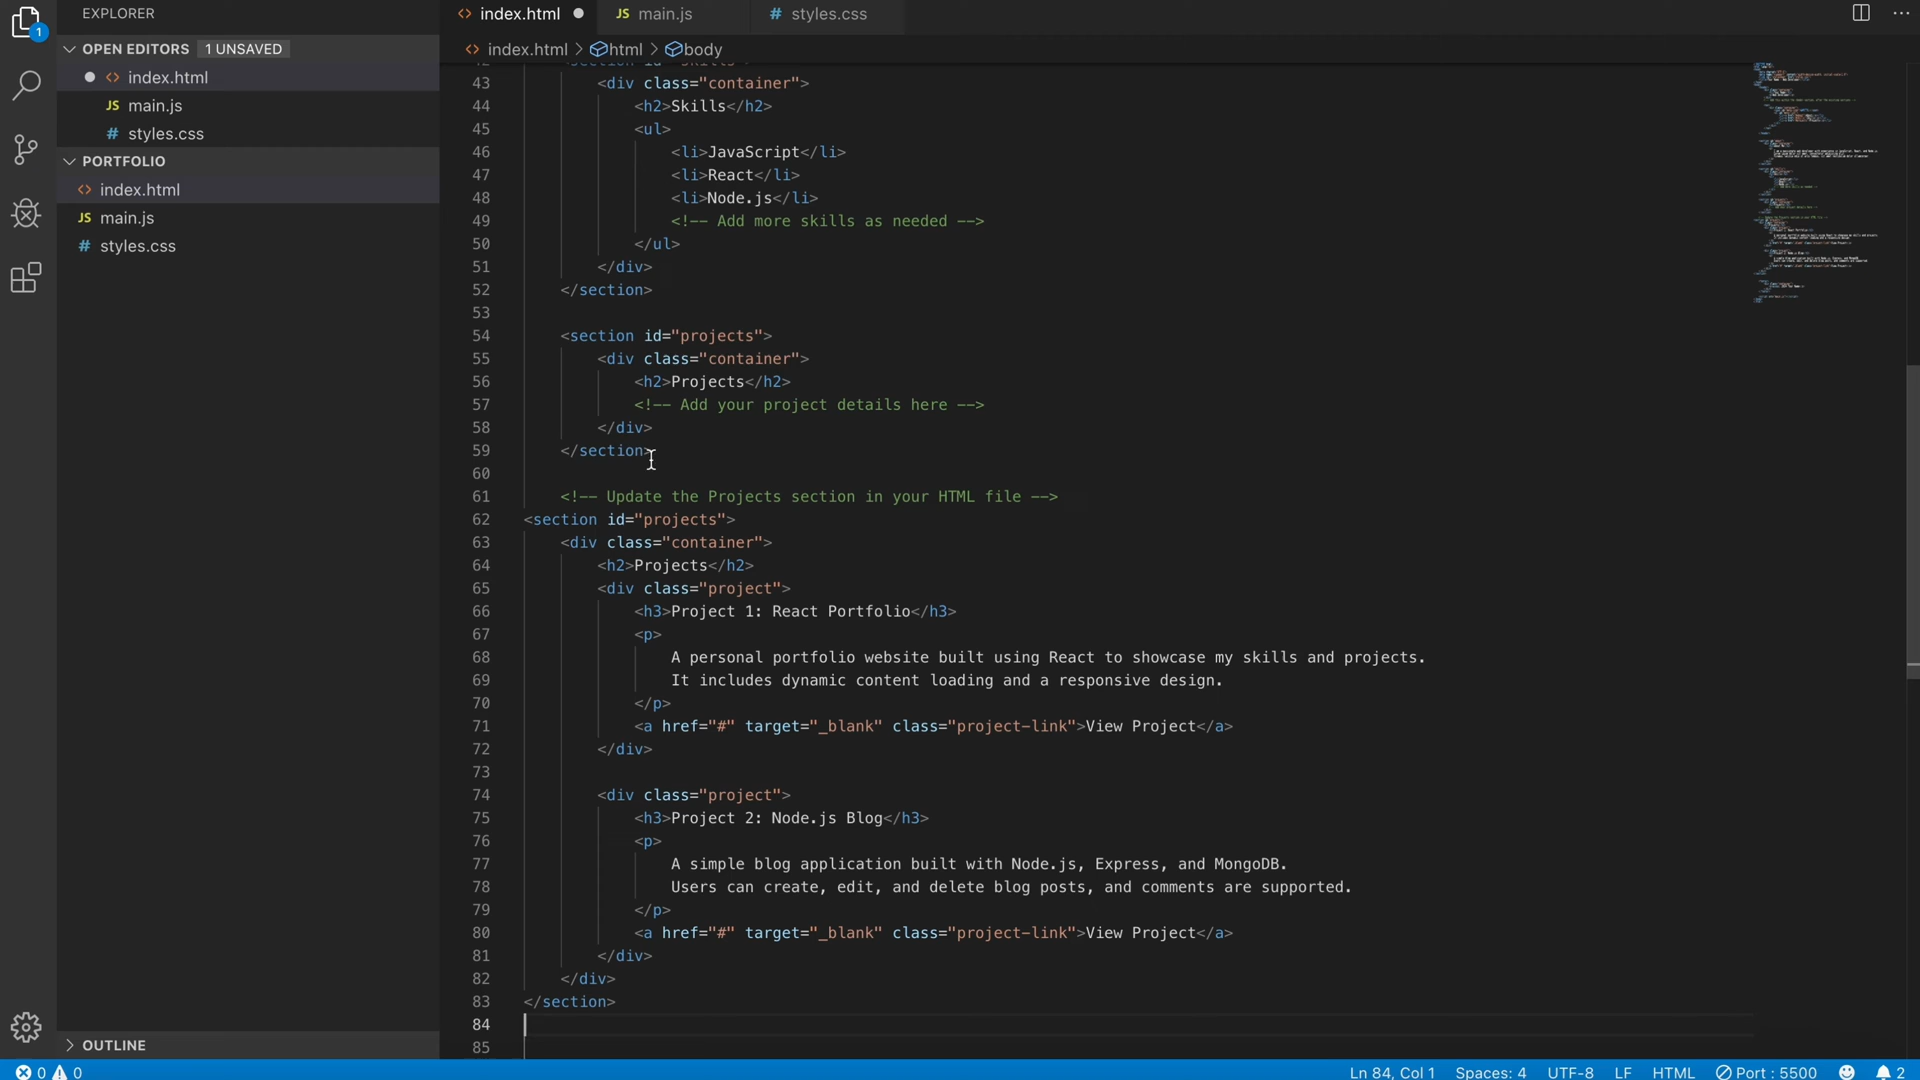 EXPLORER
OPEN EDITORS 1 UNSAVED
index.html
JS main.js
# styles.css
PORTFOLIO
index.html
JS main.js
# styles.css
OUTLINE
1
<> index.html ●
JS main.js
# styles.css
<> index.html > html > body
42 <section id="skills">
43 <div class="container">
44 <h2>Skills</h2>
45 <ul>
46 <li>JavaScript</li>
47 <li>React</li>
48 <li>Node.js</li>
49 <!-- Add more skills as needed -->
50 </ul>
51 </div>
52 </section>
53
54 <section id="projects">
55 <div class="container">
56 <h2>Projects</h2>
57 <!-- Add your project details here -->
58 </div>
59 </section>
60
61 <!-- Update the Projects section in your HTML file -->
62 <section id="projects">
63 <div class="container">
64 <h2>Projects</h2>
65 <div class="project">
66 <h3>Project 1: React Portfolio</h3>
67 <p>
68 A personal portfolio website built using React to showcase my skills and projects.
69 It includes dynamic content loading and a responsive design.
70 </p>
71 <a href="#" target="_blank" class="project-link">View Project</a>
72 </div>
73
74 <div class="project">
75 <h3>Project 2: Node.js Blog</h3>
76 <p>
77 A simple blog application built with Node.js, Express, and MongoDB.
78 Users can create, edit, and delete blog posts, and comments are supported.
79 </p>
80 <a href="#" target="_blank" class="project-link">View Project</a>
81 </div>
82 </div>
83 </section>
84
85
0 0 Ln 84, Col 1 Spaces: 4 UTF-8 LF HTML Port : 5500 2